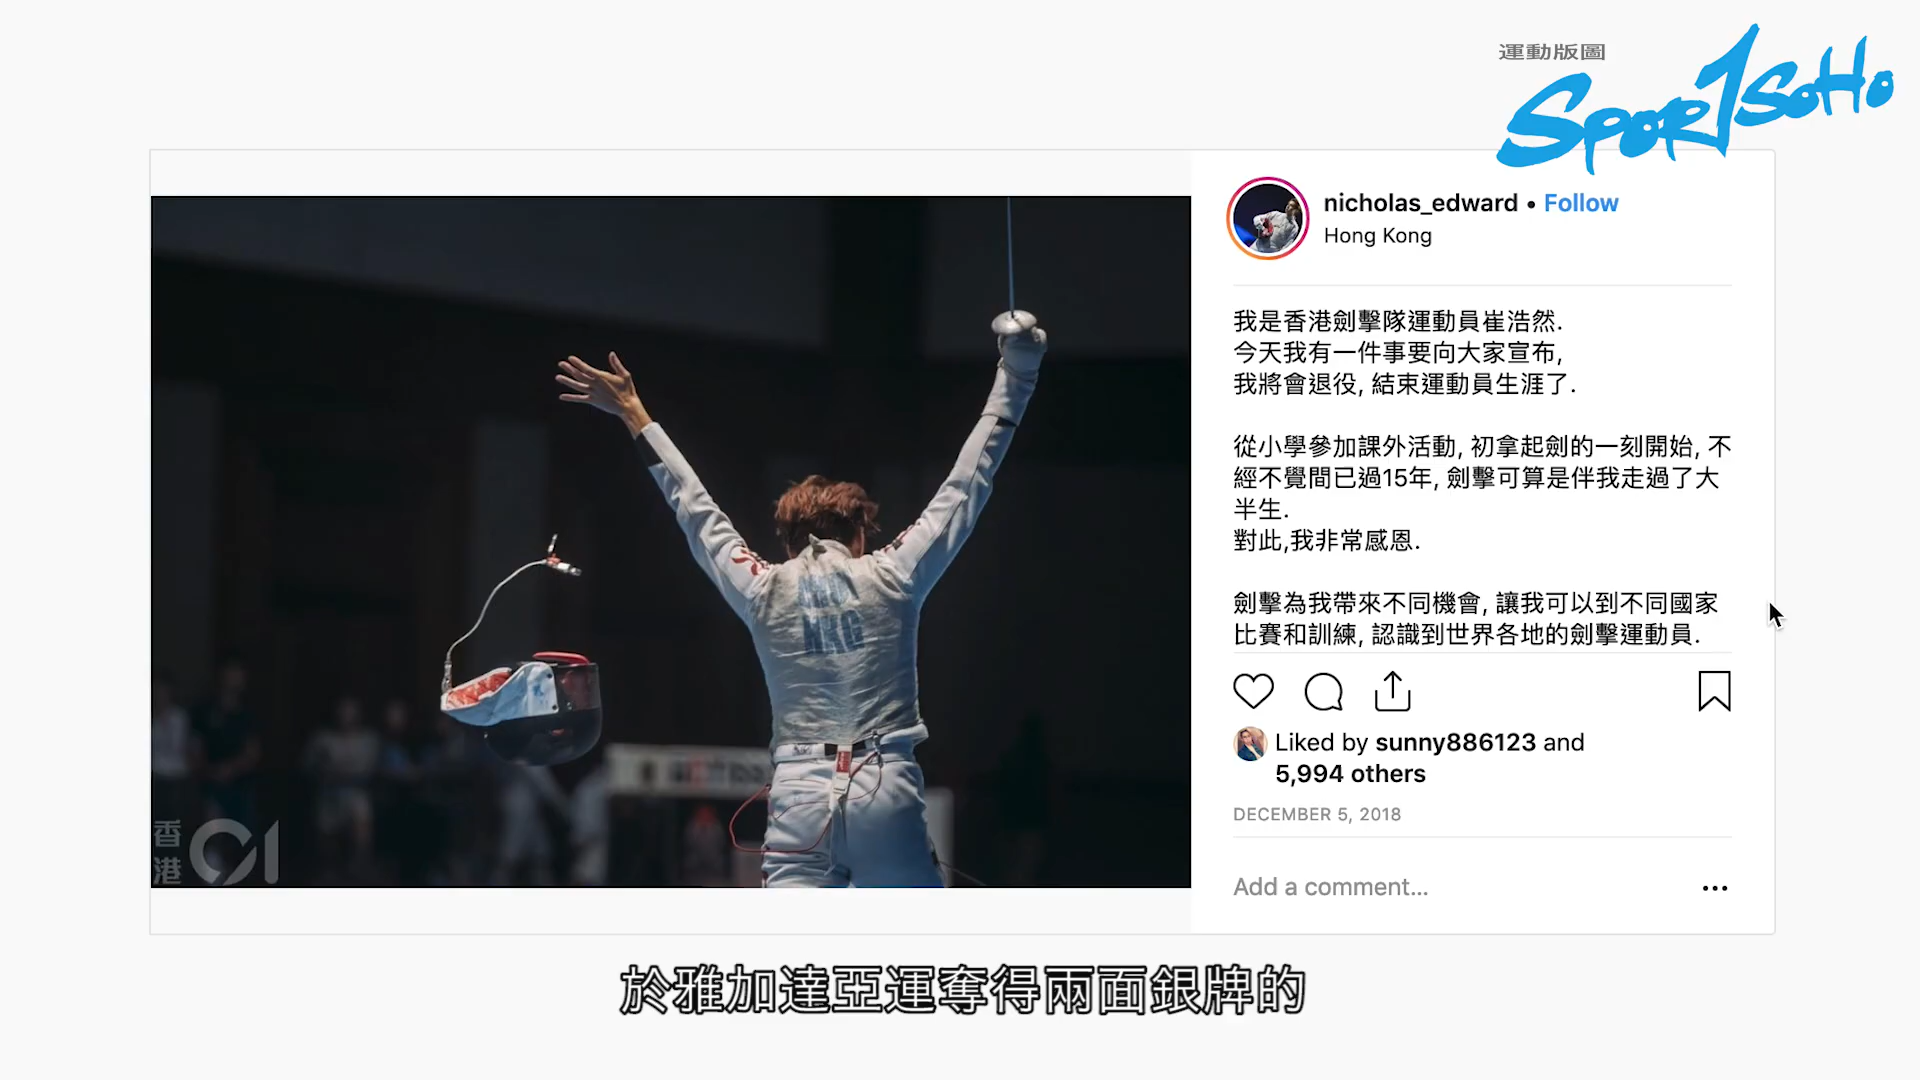 運動版圖
SportSoHo
nicholas_edward • Follow
Hong Kong
我是香港劍擊隊運動員崔浩然.
今天我有一件事要向大家宣布,
我將會退役, 結束運動員生涯了.
從小學參加課外活動, 初拿起劍的一刻開始, 不
經不覺間已過15年, 劍擊可算是伴我走過了大
半生.
對此,我非常感恩.
劍擊為我帶來不同機會, 讓我可以到不同國家
比賽和訓練, 認識到世界各地的劍擊運動員.
Liked by sunny886123 and
5,994 others
DECEMBER 5, 2018
Add a comment...
HKG
香港01
於雅加達亞運奪得兩面銀牌的